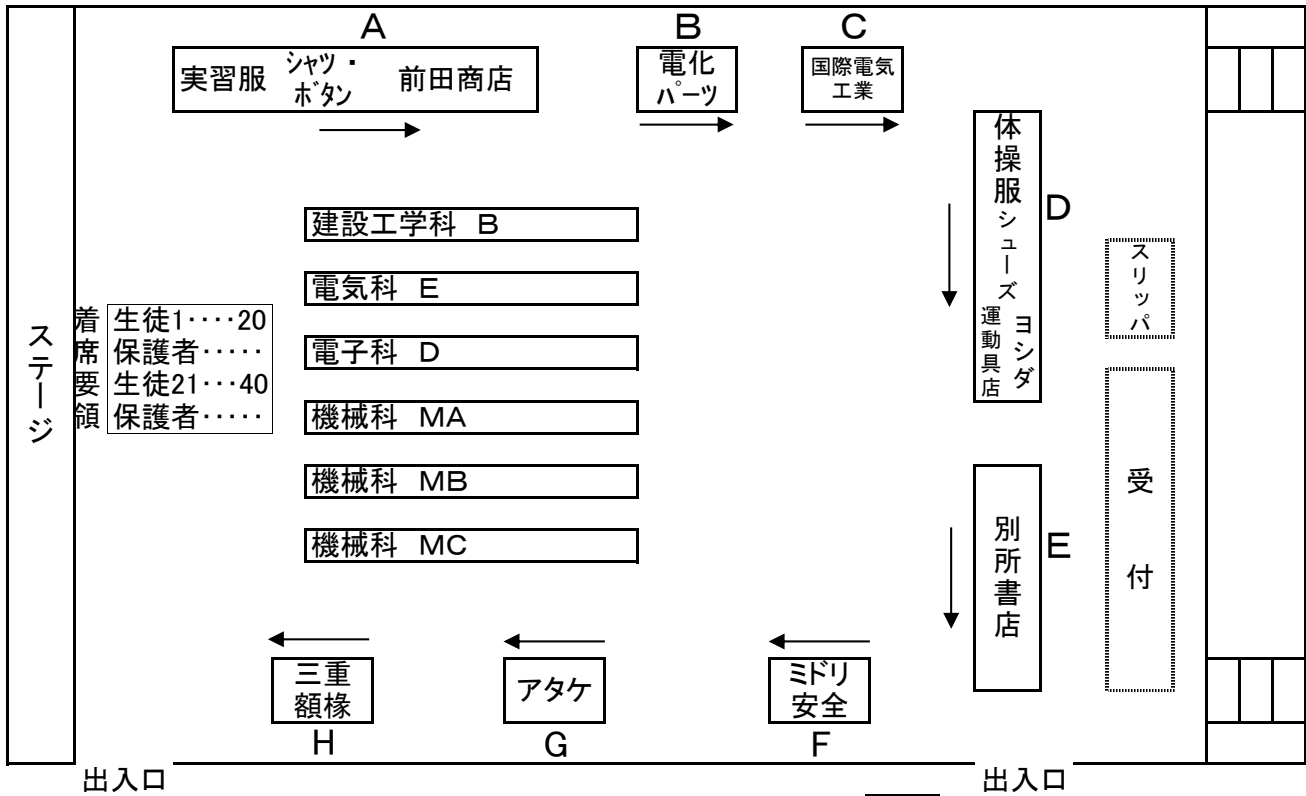 A
B
C
実習服 シャツ・ボタン 前田商店
電化
パーツ
国際電気
工業
体操服シューズ
運動具店
ヨシダ
D
建設工学科 B
電気科 E
電子科 D
機械科 MA
機械科 MB
機械科 MC
ステージ
着席要領
生徒1‥‥20
保護者‥‥‥
生徒21‥・40
保護者‥‥‥
スリッパ
受付
別所書店
E
三重
額椽
アタケ
ミドリ
安全
H
G
F
出入口
出入口